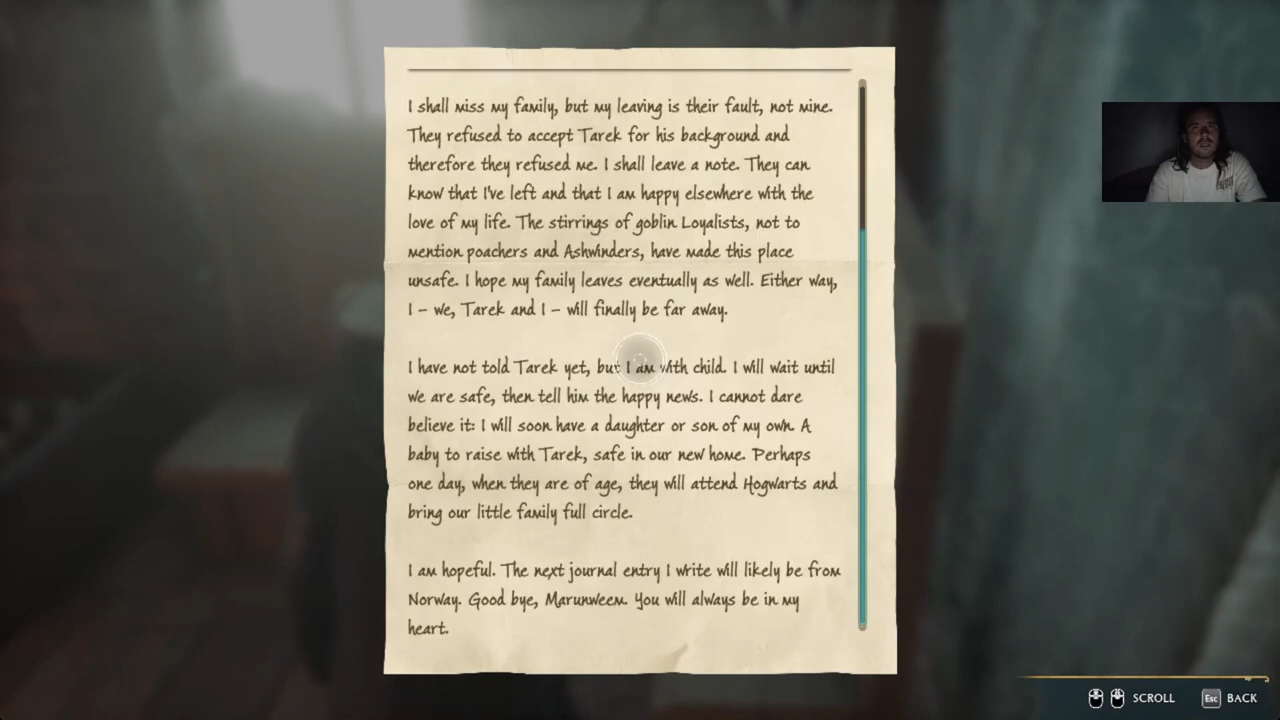 I shall miss my family, but my leaving is their fault, not mine.
They refused to accept Tarek for his background and
therefore they refused me. I shall leave a note. They can
know that I've left and that I am happy elsewhere with the
love of my life. The stirrings of goblin Loyalists, not to
mention poachers and Ashwinders, have made this place
unsafe. I hope my family leaves eventually as well. Either way,
I – we, Tarek and I – will finally be far away.
I have not told Tarek yet, but I am with child. I will wait until
we are safe, then tell him the happy news. I cannot dare
believe it: I will soon have a daughter or son of my own. A
baby to raise with Tarek, safe in our new home. Perhaps
one day, when they are of age, they will attend Hogwarts and
bring our little family full circle.
I am hopeful. The next journal entry I write will likely be from
Norway. Good bye, Marunweem. You will always be in my
heart.
SCROLL
Esc BACK